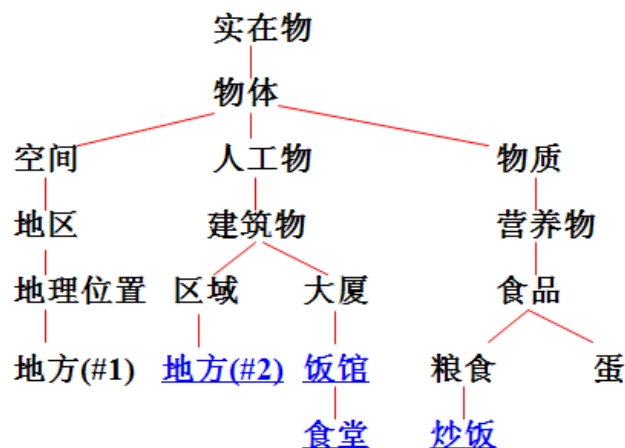 实在物
物体
空间 人工物 物质
地区 建筑物 营养物
地理位置 区域 大厦 食品
地方(#1) 地方(#2) 饭馆 粮食 蛋
食堂 炒饭